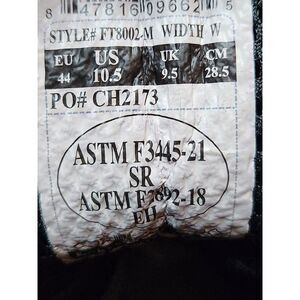 8 47816 09662 5
STYLE# FT8002-M WIDTH W
EU US UK CM
44 10.5 9.5 28.5
PO# CH2173
ASTM F3445-21
SR
ASTM F2892-18
EH